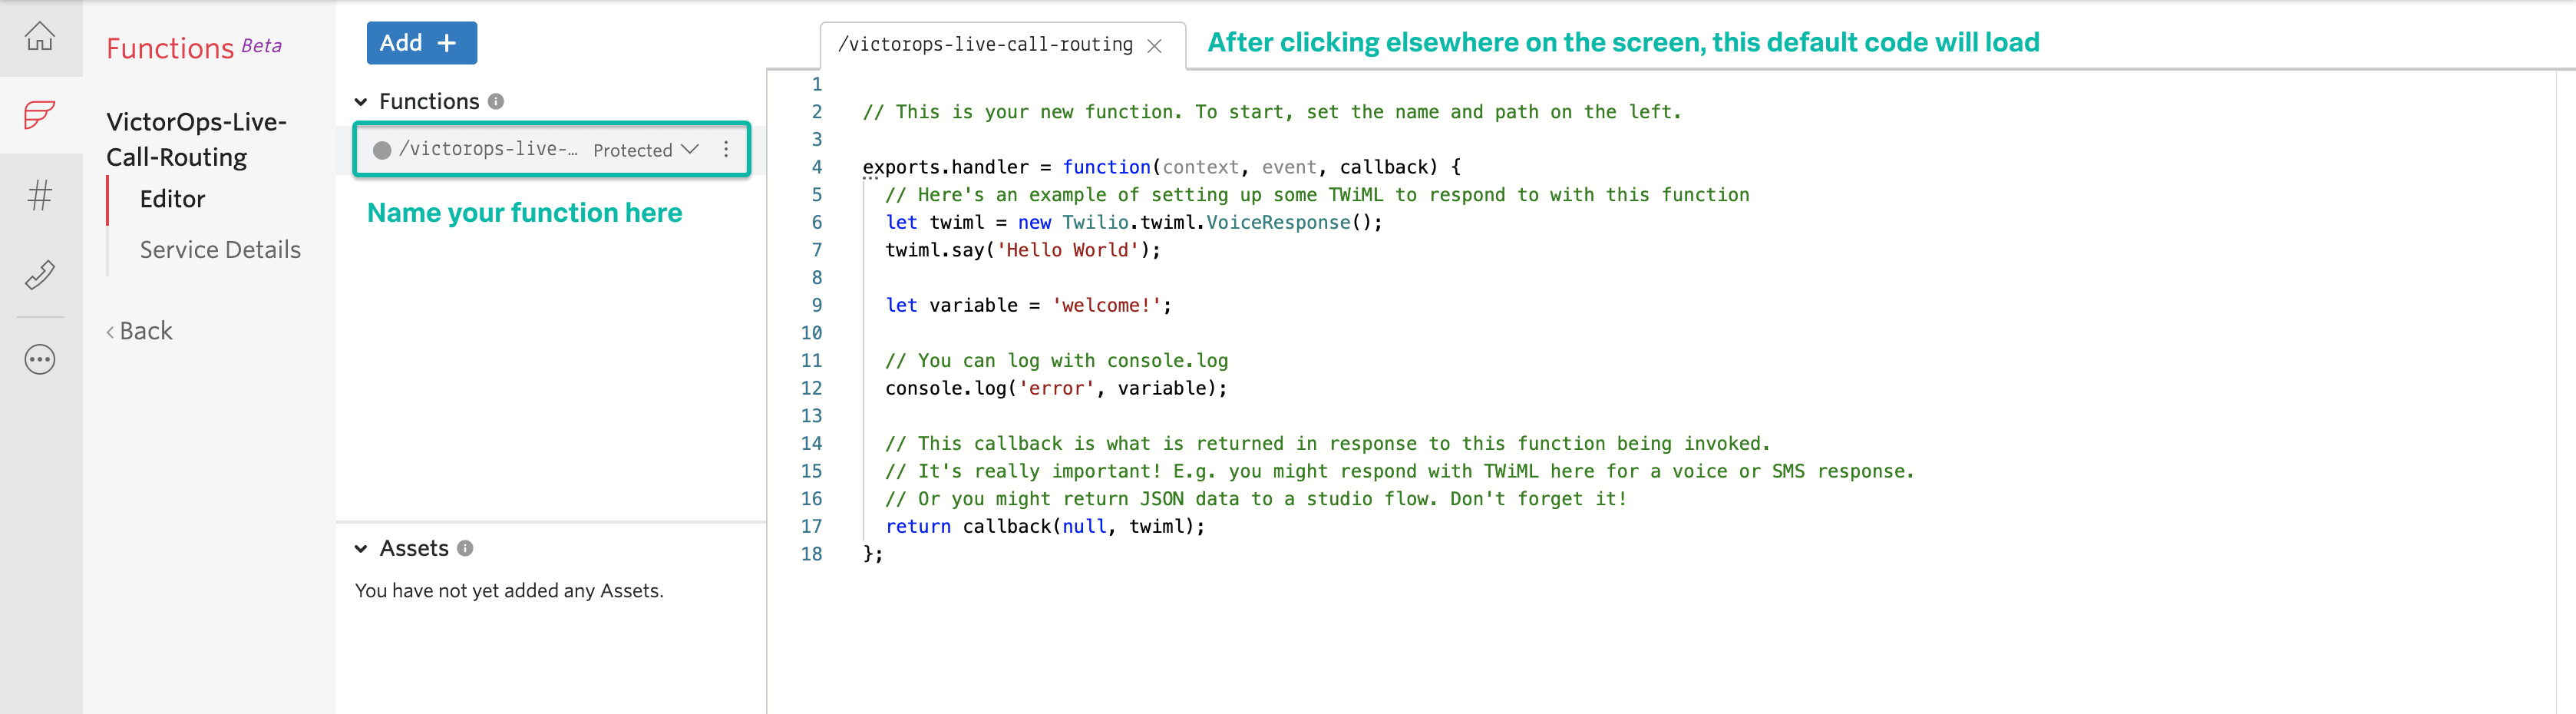 Functions Beta
VictorOps-Live-
Call-Routing
Editor
Service Details
Back
Add +
Functions
/victorops-live-… Protected
Name your function here
Assets
You have not yet added any Assets.
/victorops-live-call-routing
After clicking elsewhere on the screen, this default code will load
1
2 // This is your new function. To start, set the name and path on the left.
3
4 exports.handler = function(context, event, callback) {
5 // Here's an example of setting up some TWiML to respond to with this function
6 let twiml = new Twilio.twiml.VoiceResponse();
7 twiml.say('Hello World');
8
9 let variable = 'welcome!';
10
11 // You can log with console.log
12 console.log('error', variable);
13
14 // This callback is what is returned in response to this function being invoked.
15 // It's really important! E.g. you might respond with TWiML here for a voice or SMS response.
16 // Or you might return JSON data to a studio flow. Don't forget it!
17 return callback(null, twiml);
18 };